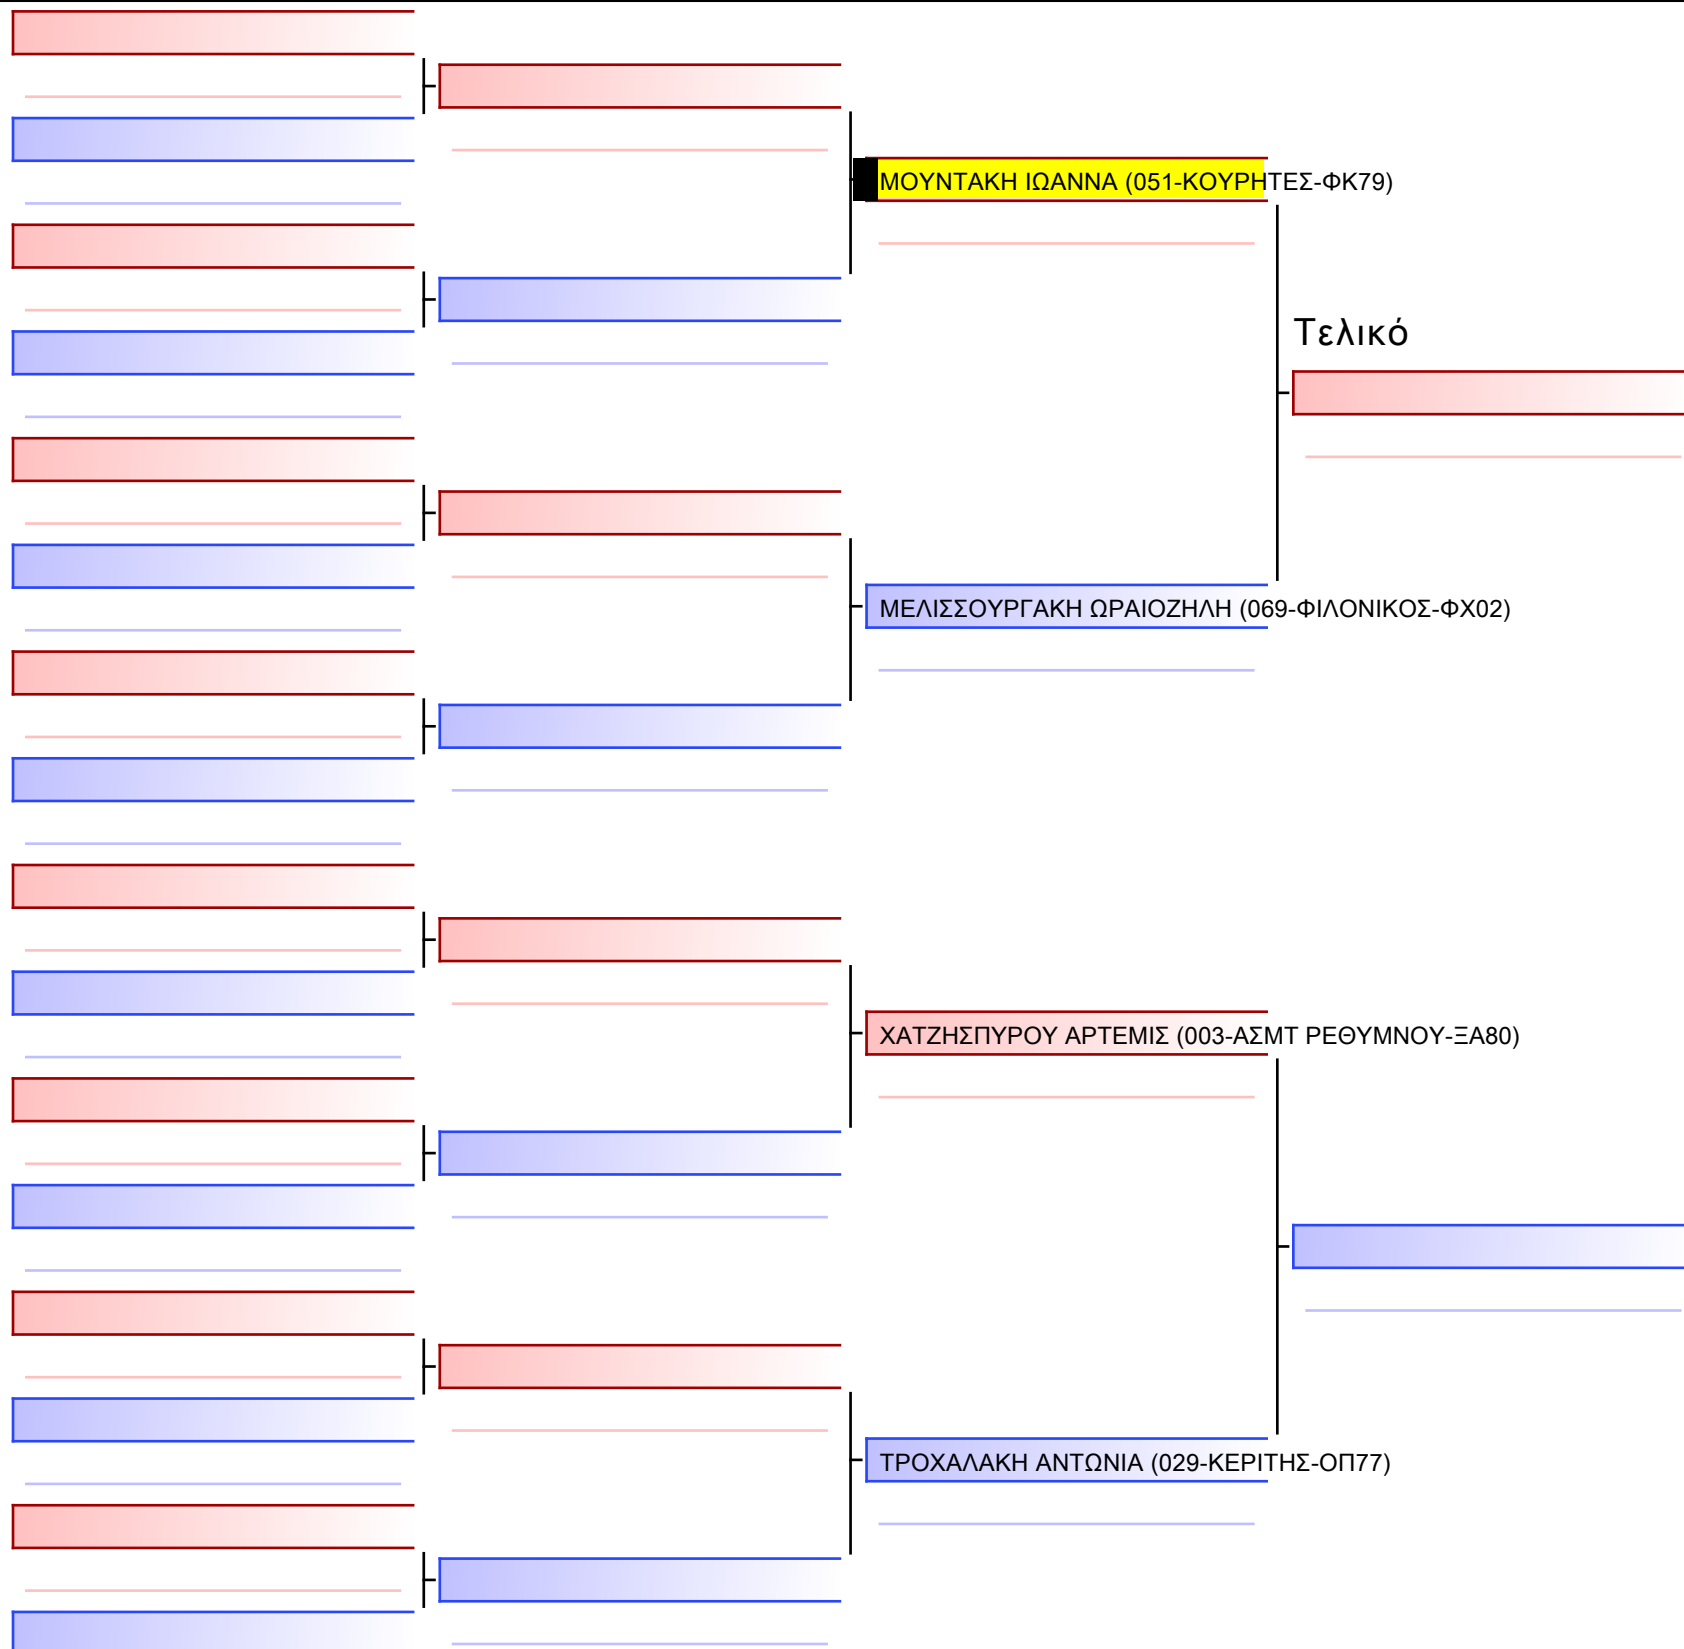 ΜΟΥΝΤΑΚΗ ΙΩΑΝΝΑ (051-ΚΟΥΡΗΤΕΣ-ΦΚ79)
Τελικό
ΜΕΛΙΣΣΟΥΡΓΑΚΗ ΩΡΑΙΟΖΗΛΗ (069-ΦΙΛΟΝΙΚΟΣ-ΦΧ02)
ΧΑΤΖΗΣΠΥΡΟΥ ΑΡΤΕΜΙΣ (003-ΑΣΜΤ ΡΕΘΥΜΝΟΥ-ΞΑ80)
ΤΡΟΧΑΛΑΚΗ ΑΝΤΩΝΙΑ (029-ΚΕΡΙΤΗΣ-ΟΠ77)